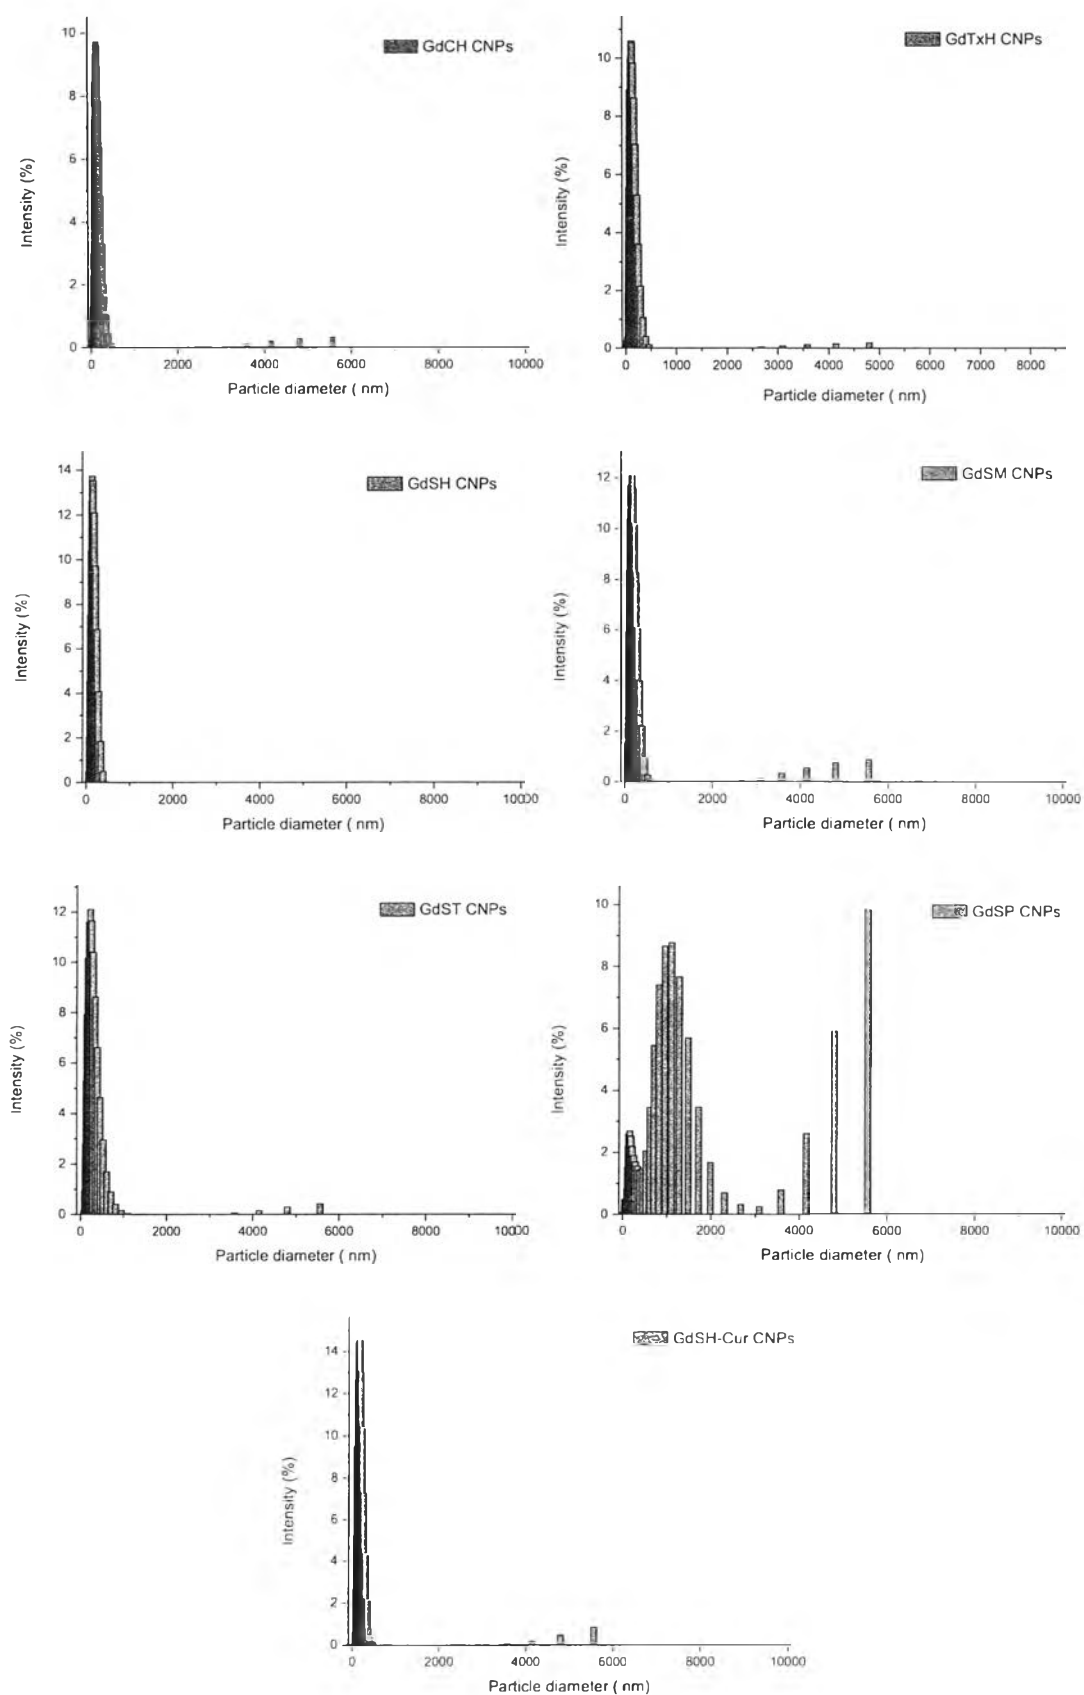 GdCH CNPs
Intensity (%)
10
8
6
4
2
0
0 2000 4000 6000 8000 10000
Particle diameter ( nm)
GdTxH CNPs
Intensity (%)
10
8
6
4
2
0
0 1000 2000 3000 4000 5000 6000 7000 8000
Particle diameter ( nm)
GdSH CNPs
Intensity (%)
14
12
10
8
6
4
2
0
0 2000 4000 6000 8000 10000
Particle diameter ( nm)
GdSM CNPs
Intensity (%)
12
10
8
6
4
2
0
0 2000 4000 6000 8000 10000
Particle diameter ( nm)
GdST CNPs
Intensity (%)
12
10
8
6
4
2
0
0 2000 4000 6000 8000 10000
Particle diameter ( nm)
GdSP CNPs
Intensity (%)
10
8
6
4
2
0
0 2000 4000 6000 8000 10000
Particle diameter ( nm)
GdSH-Cur CNPs
Intensity (%)
14
12
10
8
6
4
2
0
0 2000 4000 6000 8000 10000
Particle diameter ( nm)